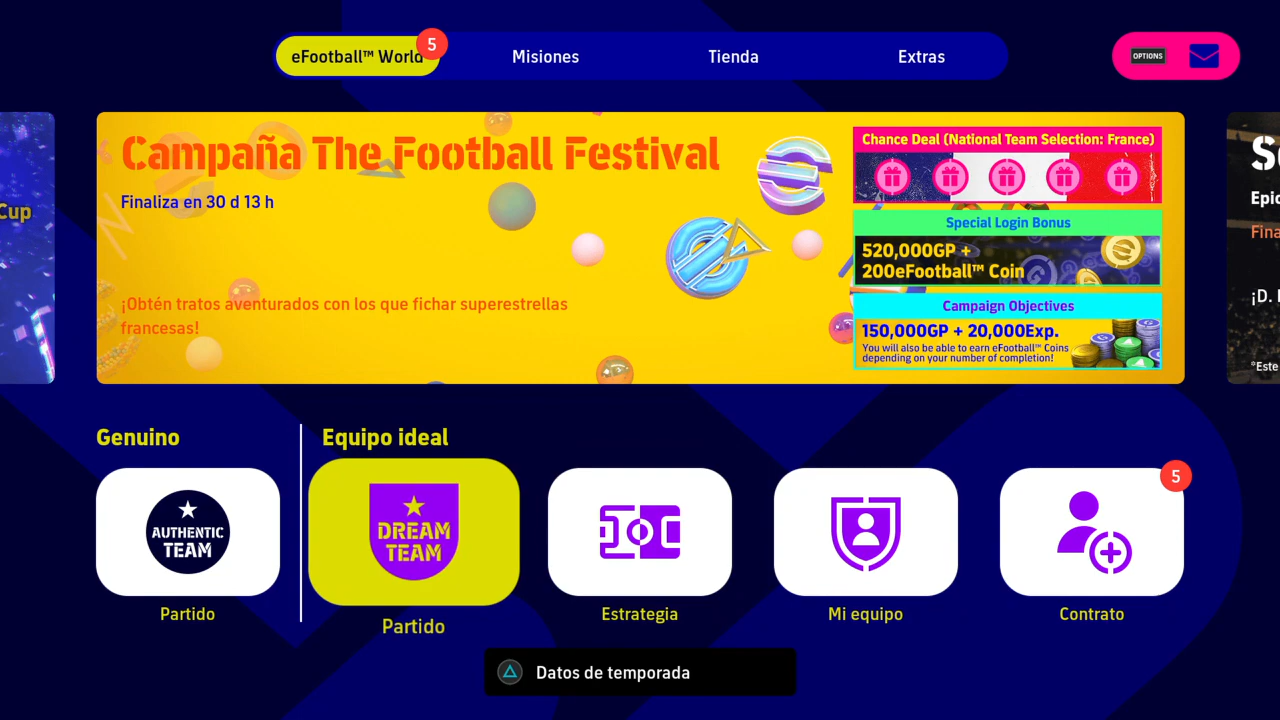 eFootball™ World
5
Misiones
Tienda
Extras
OPTIONS
Cup
Campaña The Football Festival
Finaliza en 30 d 13 h
¡Obtén tratos aventurados con los que fichar superestrellas
francesas!
Chance Deal (National Team Selection: France)
Special Login Bonus
520,000GP +
200eFootball™ Coin
Campaign Objectives
150,000GP + 20,000Exp.
You will also be able to earn eFootball™ Coins
depending on your number of completion!
Epic
Fina
¡D.
*Este
Genuino
Equipo ideal
AUTHENTIC
TEAM
DREAM
TEAM
5
Partido
Partido
Estrategia
Mi equipo
Contrato
Datos de temporada